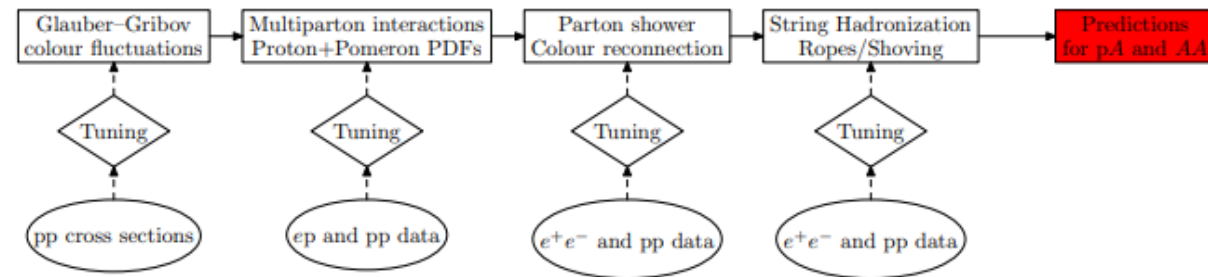 Glauber–Gribov
colour fluctuations
Multiparton interactions
Proton+Pomeron PDFs
Parton shower
Colour reconnection
String Hadronization
Ropes/Shoving
Predictions
for pA and AA
Tuning
Tuning
Tuning
Tuning
pp cross sections
ep and pp data
e⁺e⁻ and pp data
e⁺e⁻ and pp data